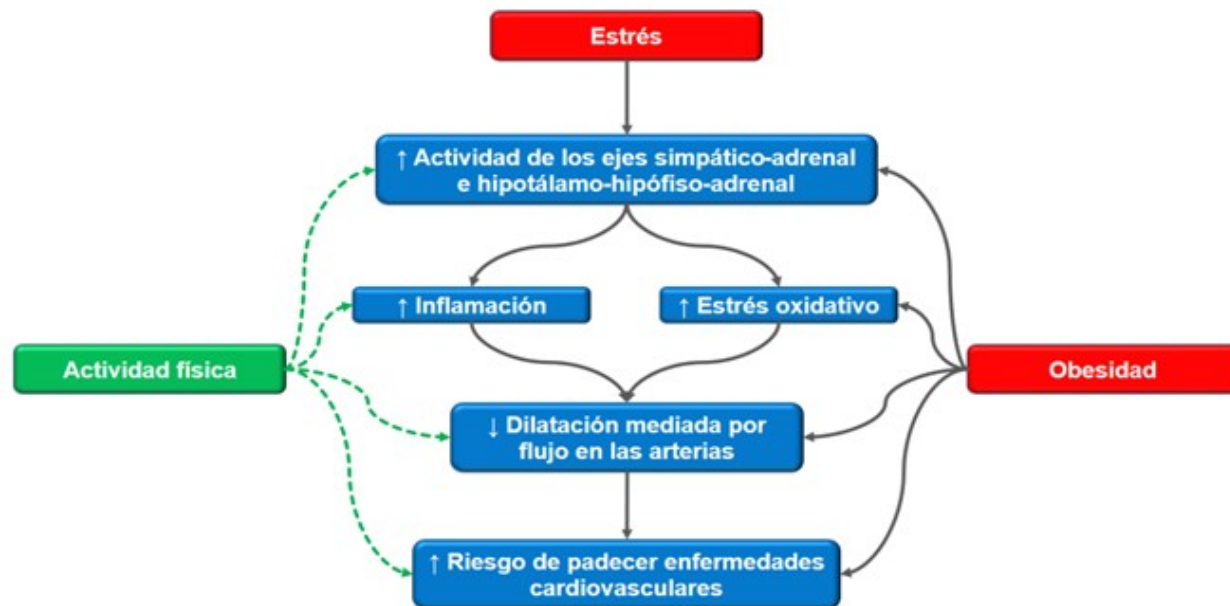 Estrés
↑ Actividad de los ejes simpático-adrenal
e hipotálamo-hipófiso-adrenal
↑ Inflamación
↑ Estrés oxidativo
Actividad física
Obesidad
↓ Dilatación mediada por
flujo en las arterias
↑ Riesgo de padecer enfermedades
cardiovasculares